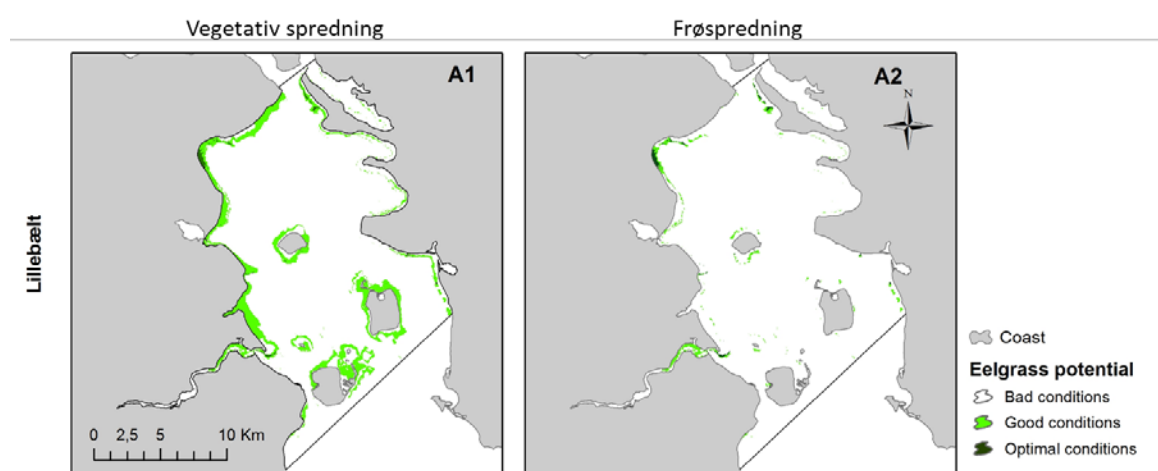 Vegetativ spredning
Frøspredning
A1
A2
N
Lillebælt
0 2,5 5 10 Km
Coast
Eelgrass potential
Bad conditions
Good conditions
Optimal conditions